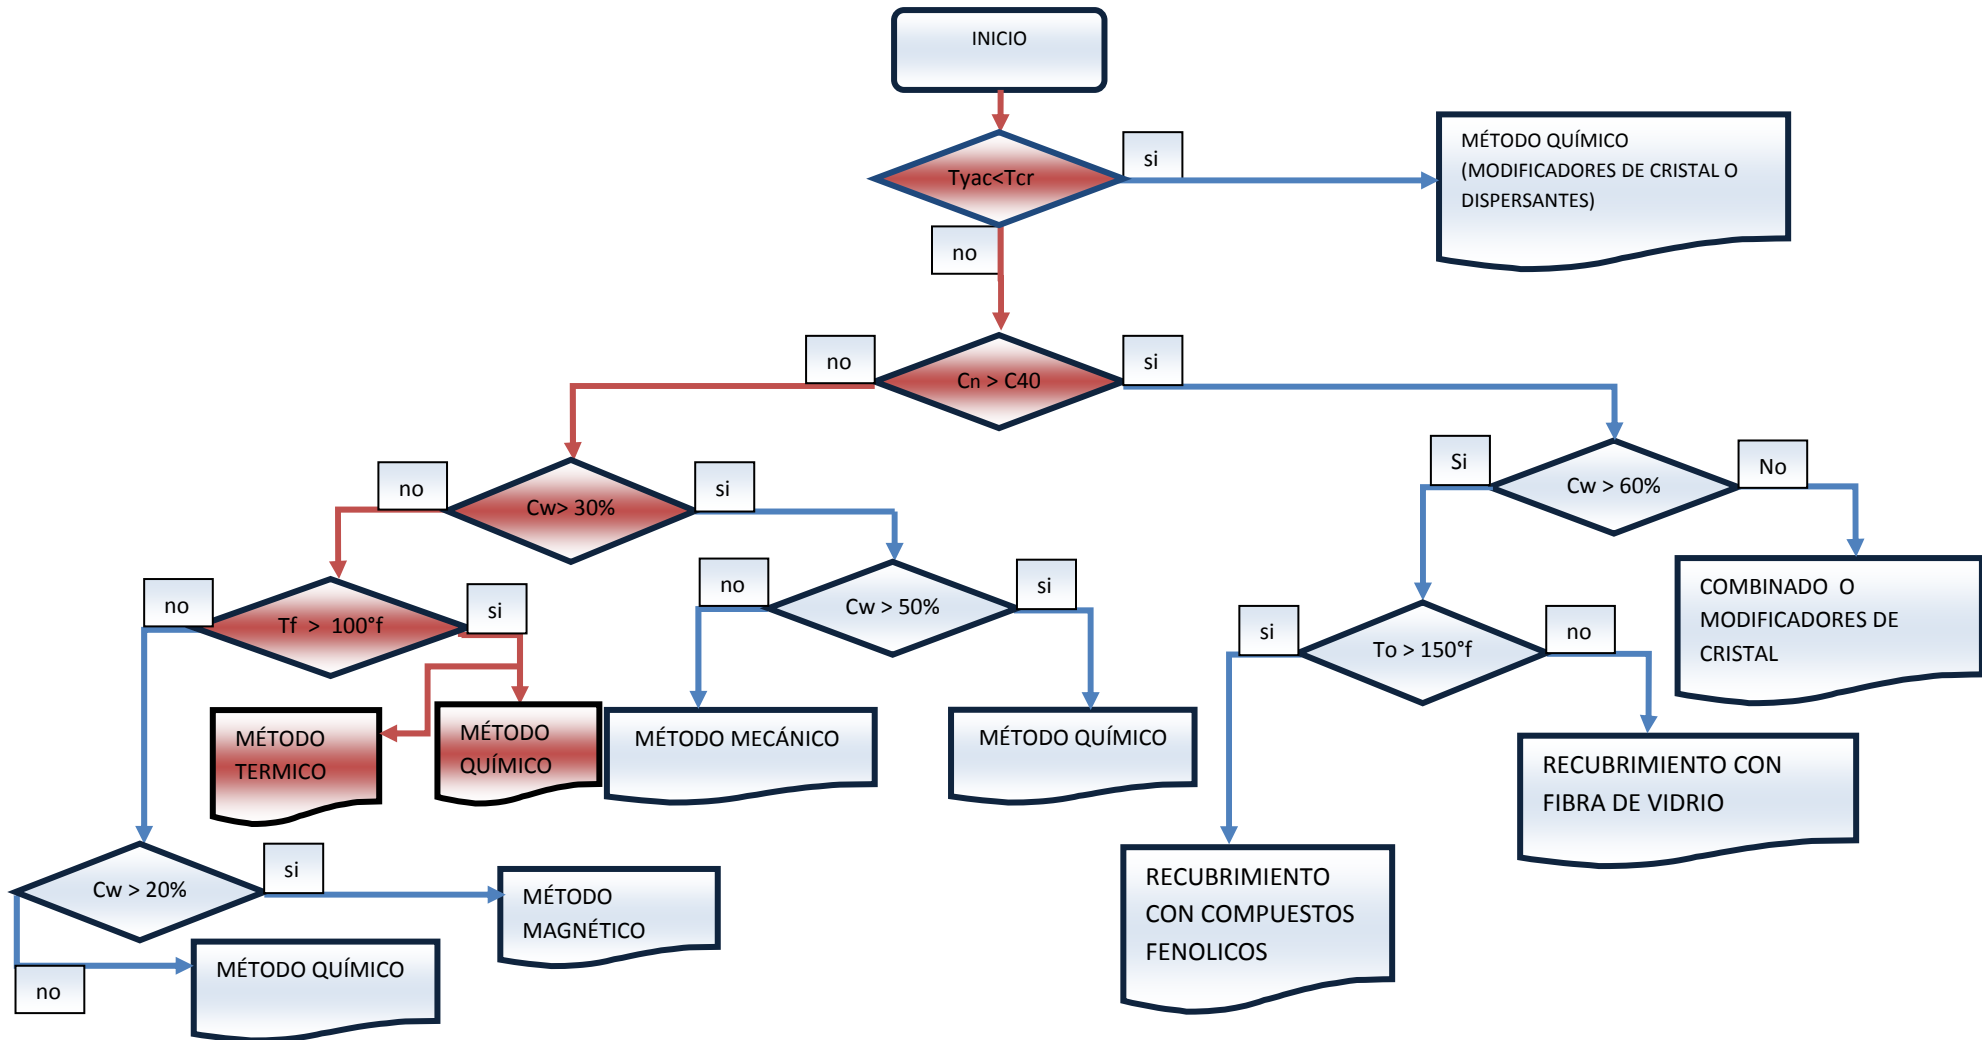 INICIO
Tyac<Tcr
si
MÉTODO QUÍMICO
(MODIFICADORES DE CRISTAL O
DISPERSANTES)
no
no
Cn > C40
si
no
Cw> 30%
si
Si
Cw > 60%
No
no
Tf > 100°f
si
no
Cw > 50%
si
si
To > 150°f
no
COMBINADO O
MODIFICADORES DE
CRISTAL
MÉTODO
TERMICO
MÉTODO
QUÍMICO
MÉTODO MECÁNICO
MÉTODO QUÍMICO
RECUBRIMIENTO CON
FIBRA DE VIDRIO
Cw > 20%
si
MÉTODO
MAGNÉTICO
RECUBRIMIENTO
CON COMPUESTOS
FENOLICOS
no
MÉTODO QUÍMICO